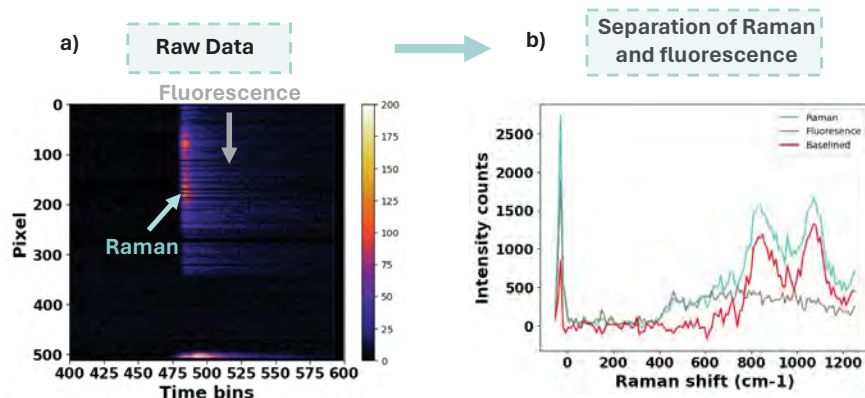 a)
Raw Data
b)
Separation of Raman
and fluorescence
Fluorescence
Raman
0
100
200
300
400
500
Pixel
400 425 450 475 500 525 550 575 600
Time bins
200
175
150
125
100
75
50
25
0
Raman
Fluoresence
Baselined
2500
2000
1500
1000
500
0
Intensity counts
0 200 400 600 800 1000 1200
Raman shift (cm-1)